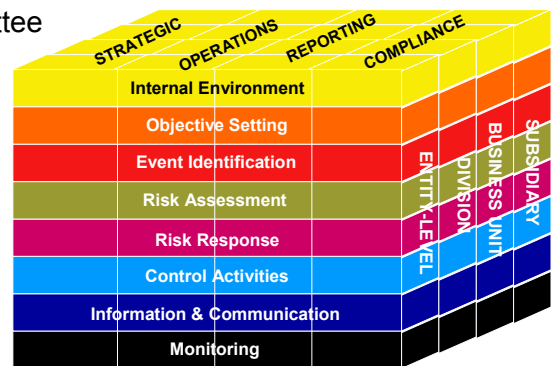 ttee
STRATEGIC
OPERATIONS
REPORTING
COMPLIANCE
Internal Environment
Objective Setting
Event Identification
Risk Assessment
Risk Response
Control Activities
Information & Communication
Monitoring
ENTITY-LEVEL
DIVISION
BUSINESS UNIT
SUBSIDIARY